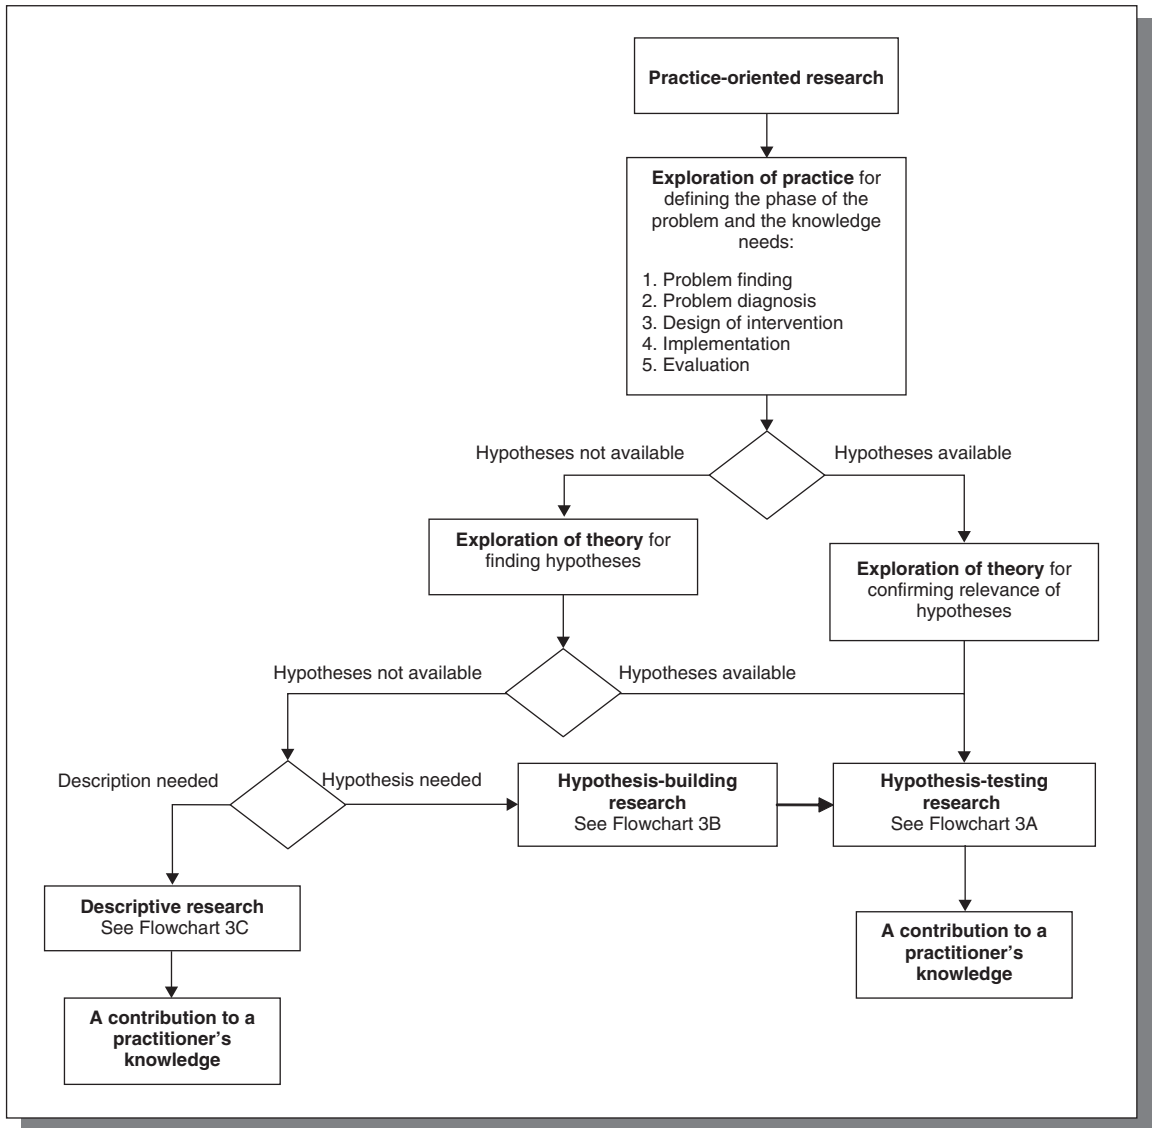 Practice-oriented research
Exploration of practice for
defining the phase of the
problem and the knowledge
needs:
1. Problem finding
2. Problem diagnosis
3. Design of intervention
4. Implementation
5. Evaluation
Hypotheses not available
Hypotheses available
Exploration of theory for
finding hypotheses
Exploration of theory for
confirming relevance of
hypotheses
Hypotheses not available
Hypotheses available
Description needed
Hypothesis needed
Hypothesis-building
research
See Flowchart 3B
Hypothesis-testing
research
See Flowchart 3A
Descriptive research
See Flowchart 3C
A contribution to a
practitioner's
knowledge
A contribution to a
practitioner's
knowledge